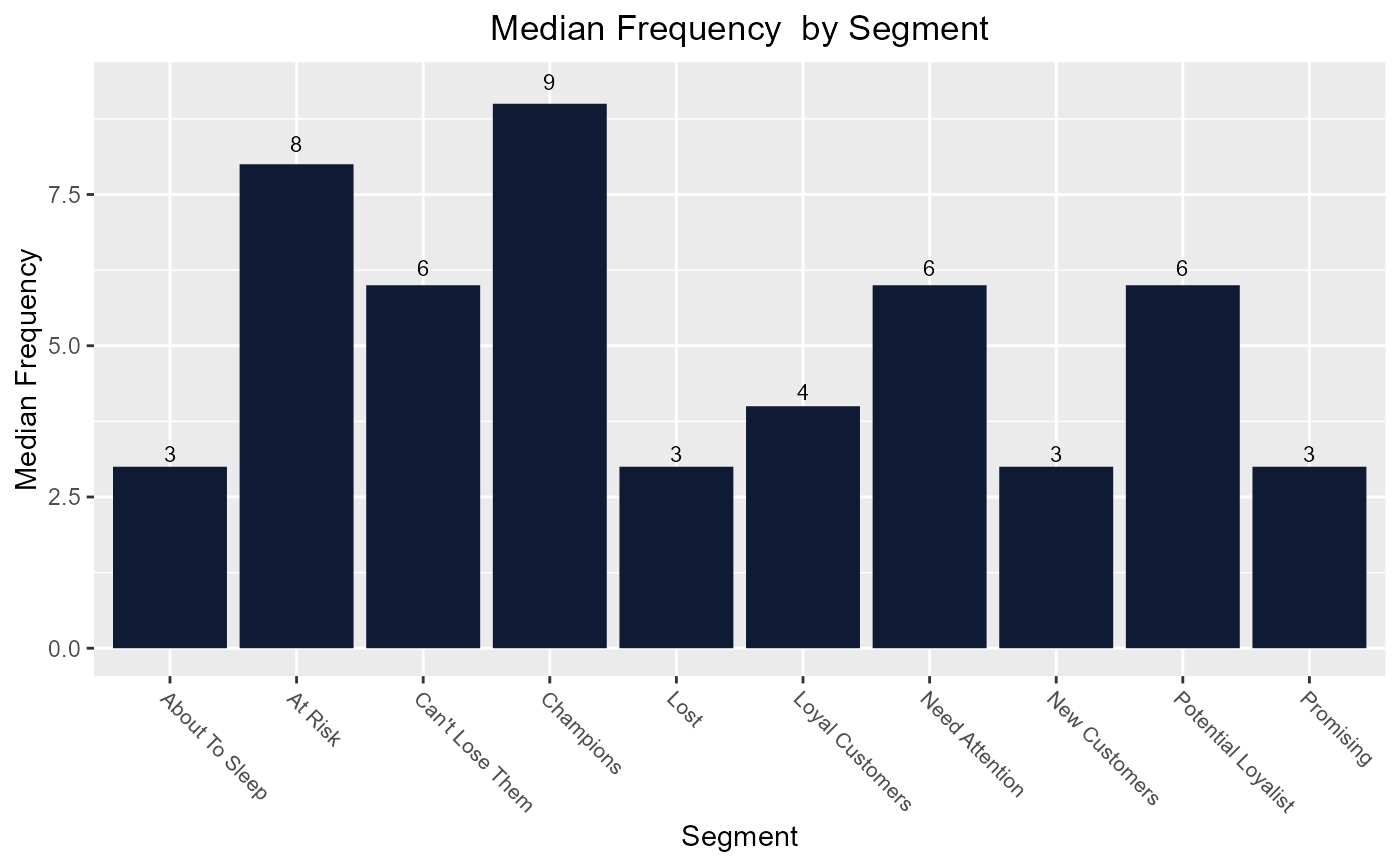 Median Frequency  by Segment
Median Frequency
7.5
5.0
2.5
0.0
3
8
6
9
3
4
6
3
6
3
About To Sleep
At Risk
Can't Lose Them
Champions
Lost
Loyal Customers
Need Attention
New Customers
Potential Loyalist
Promising
Segment